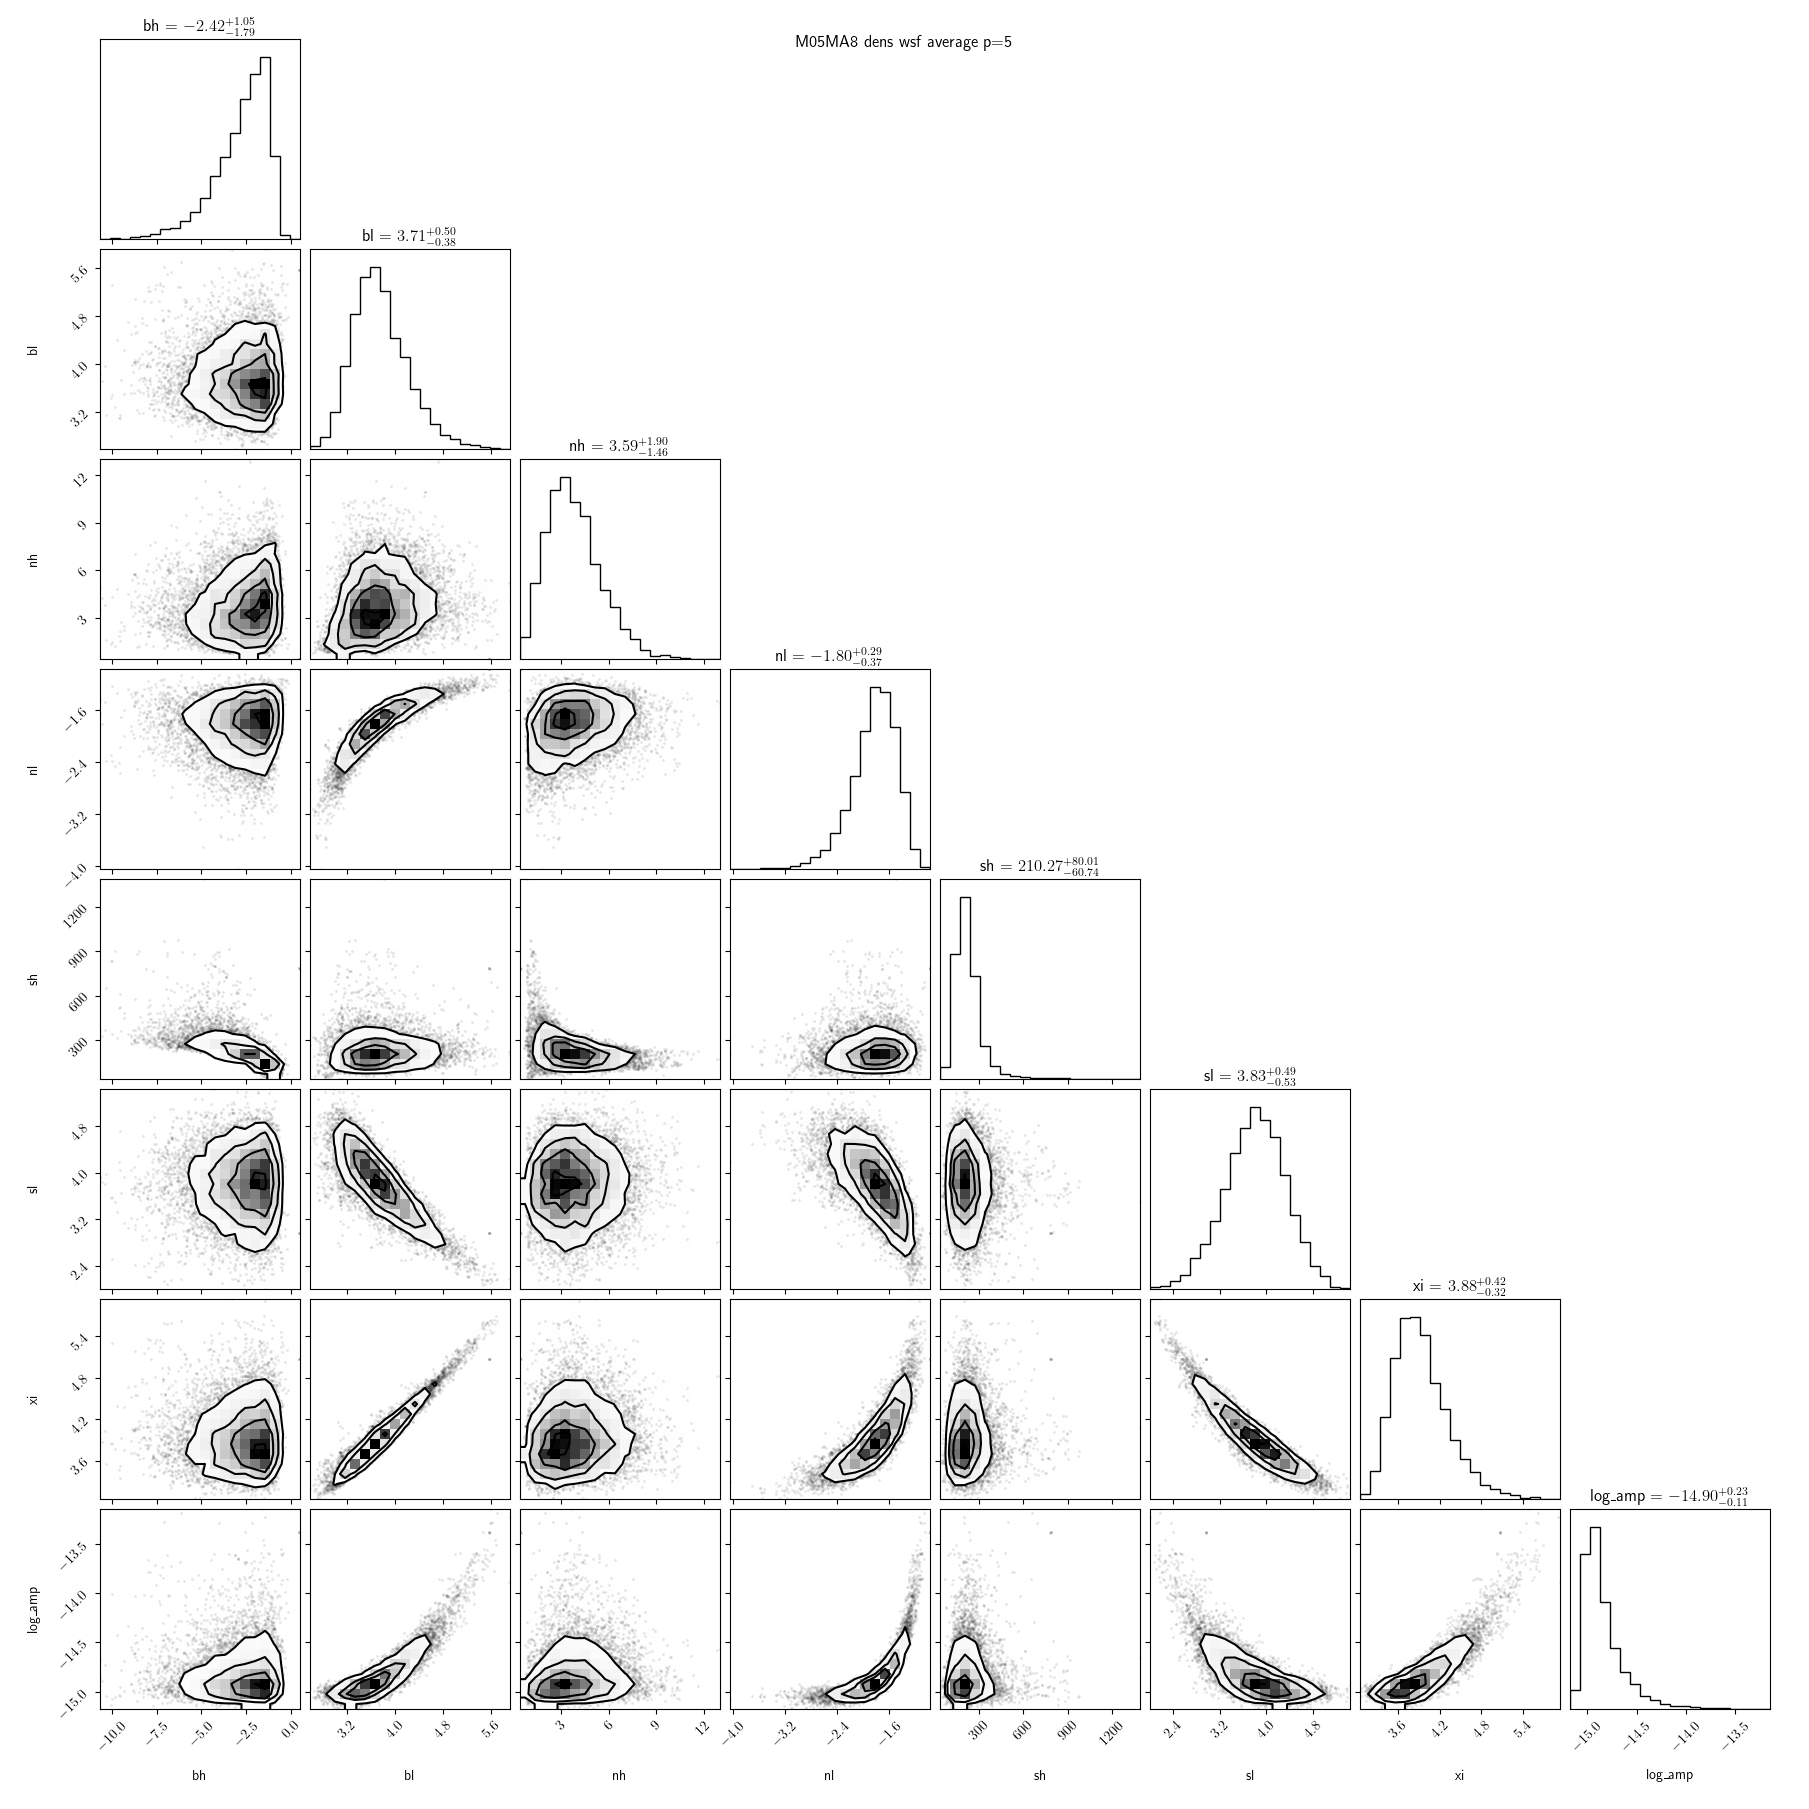 M05MA8 dens wsf average p=5
bh = −2.42+1.05−1.79
bl = 3.71+0.50−0.38
5.6
4.8
4.0
3.2
bl
nh = 3.59+1.90−1.46
12
9
6
3
nh
nl = −1.80+0.29−0.37
−1.6
−2.4
−3.2
−4.0
nl
sh = 210.27+80.01−60.74
1200
900
600
300
sh
sl = 3.83+0.49−0.53
4.8
4.0
3.2
2.4
sl
xi = 3.88+0.42−0.32
5.4
4.8
4.2
3.6
xi
log_amp = −14.90+0.23−0.11
−13.5
−14.0
−14.5
−15.0
log_amp
−10.0 −7.5 −5.0 −2.5 0.0 3.2 4.0 4.8 5.6 3 6 9 12 −4.0 −3.2 −2.4 −1.6 300 600 900 1200 2.4 3.2 4.0 4.8 3.6 4.2 4.8 5.4 −15.0 −14.5 −14.0 −13.5
bh bl nh nl sh sl xi log_amp